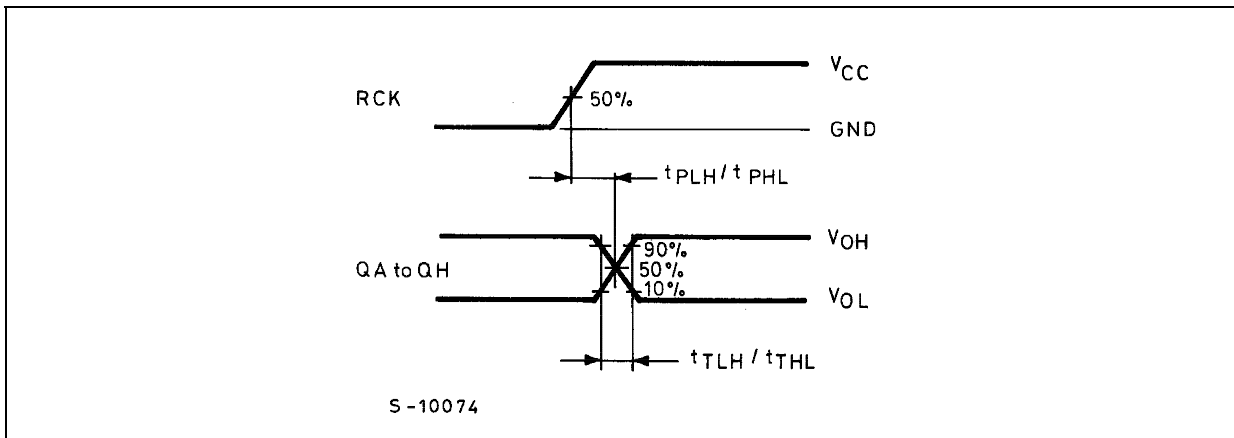 VCC
RCK
50%
GND
tPLH / tPHL
VOH
90%
QA to QH
50%
10%
VOL
tTLH / tTHL
S-10074